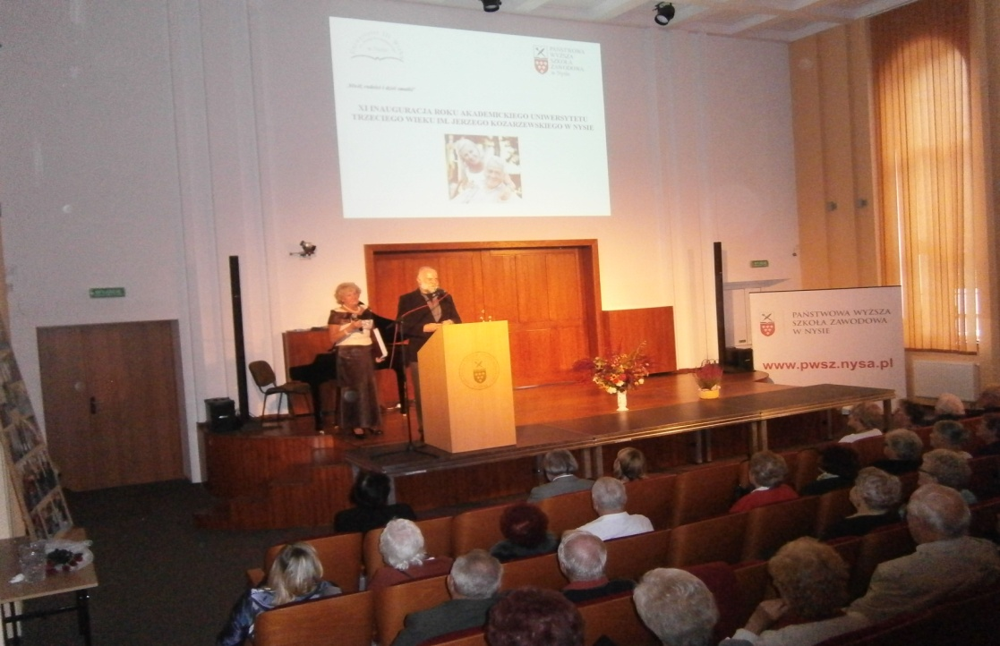 PAŃSTWOWA
WYŻSZA
SZKOŁA
ZAWODOWA
w Nysie
XI INAUGURACJA ROKU AKADEMICKIEGO UNIWERSYTETU
TRZECIEGO WIEKU IM. JERZEGO KOZARZEWSKIEGO W NYSIE
PAŃSTWOWA WYŻSZA
SZKOŁA ZAWODOWA
W NYSIE
www.pwsz.nysa.pl